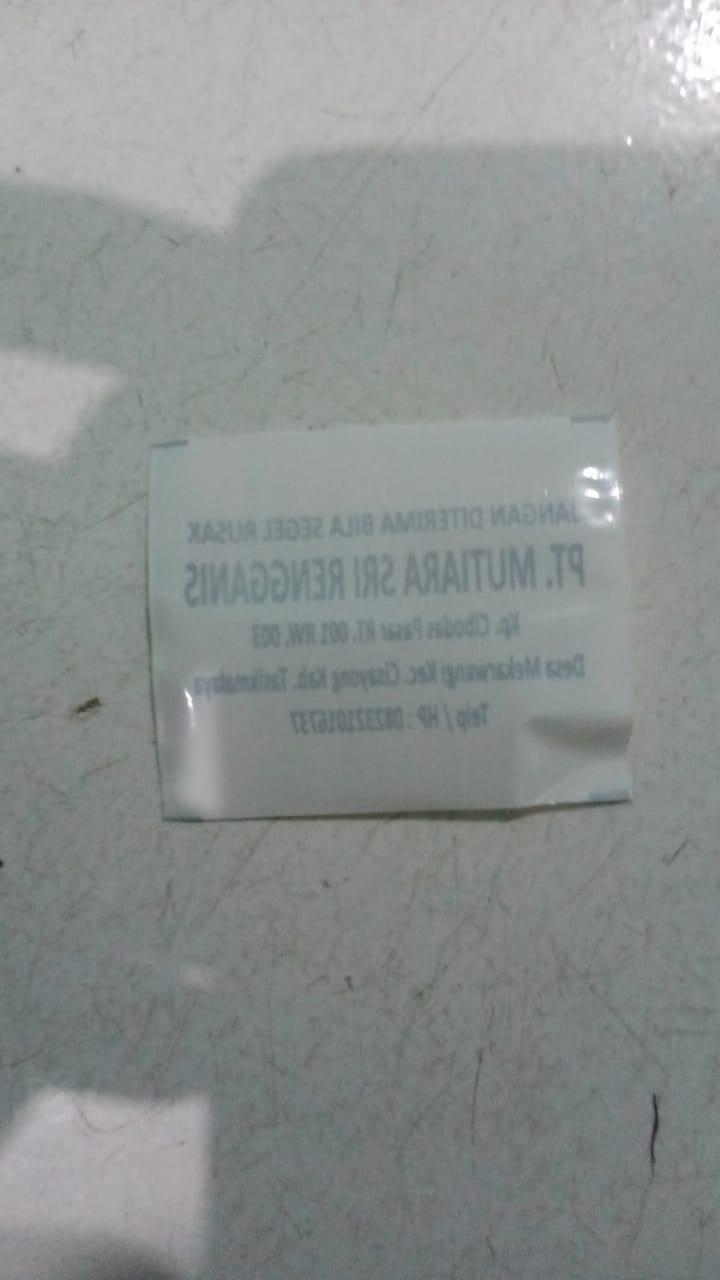 JANGAN DITERIMA BILA SEGEL RUSAK
PT. MUTIARA SRI RENGGANIS
Kp. Cibodas Pasar RT. 001 RW. 003
Desa Mekarwangi Kec. Cisayong Kab. Tasikmalaya
Telp / HP : 082321016737